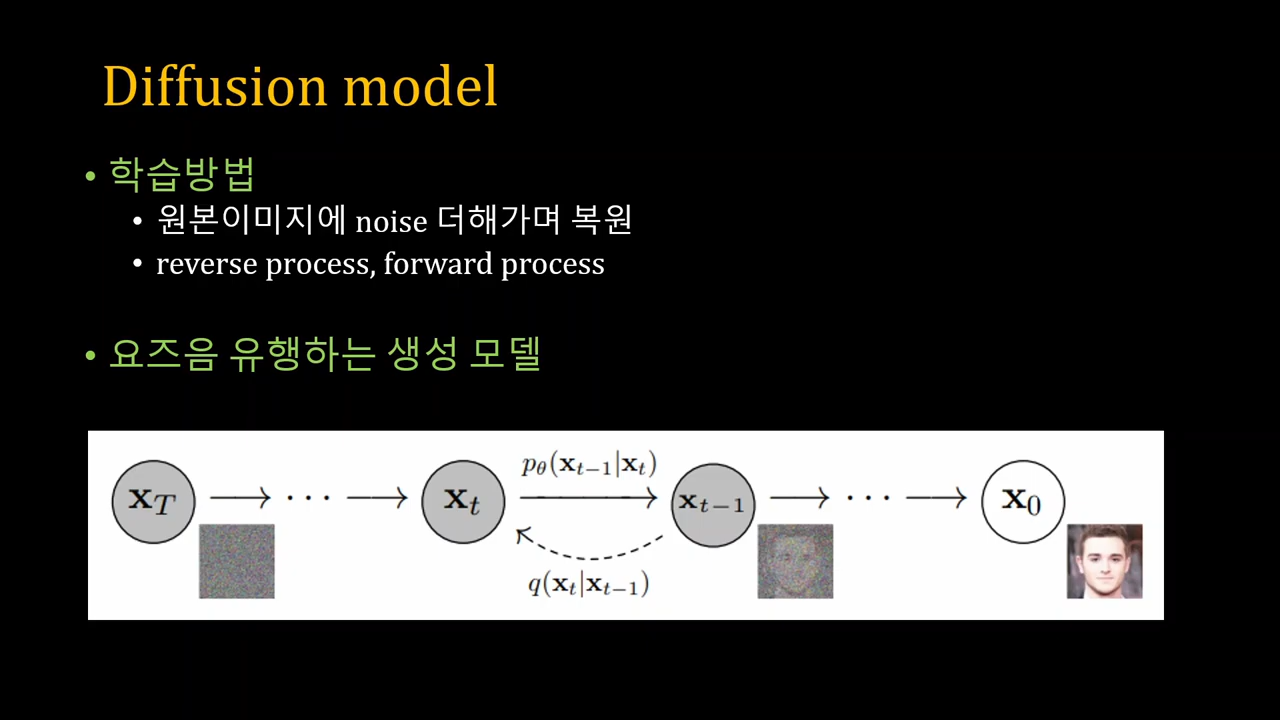 Diffusion model
• 학습방법
• 원본이미지에 noise 더해가며 복원
• reverse process, forward process
• 요즈음 유행하는 생성 모델
p_θ(x_{t−1}|x_t)
x_T ⟶ ··· ⟶ x_t ⟶ x_{t−1} ⟶ ··· ⟶ x_0
q(x_t|x_{t−1})